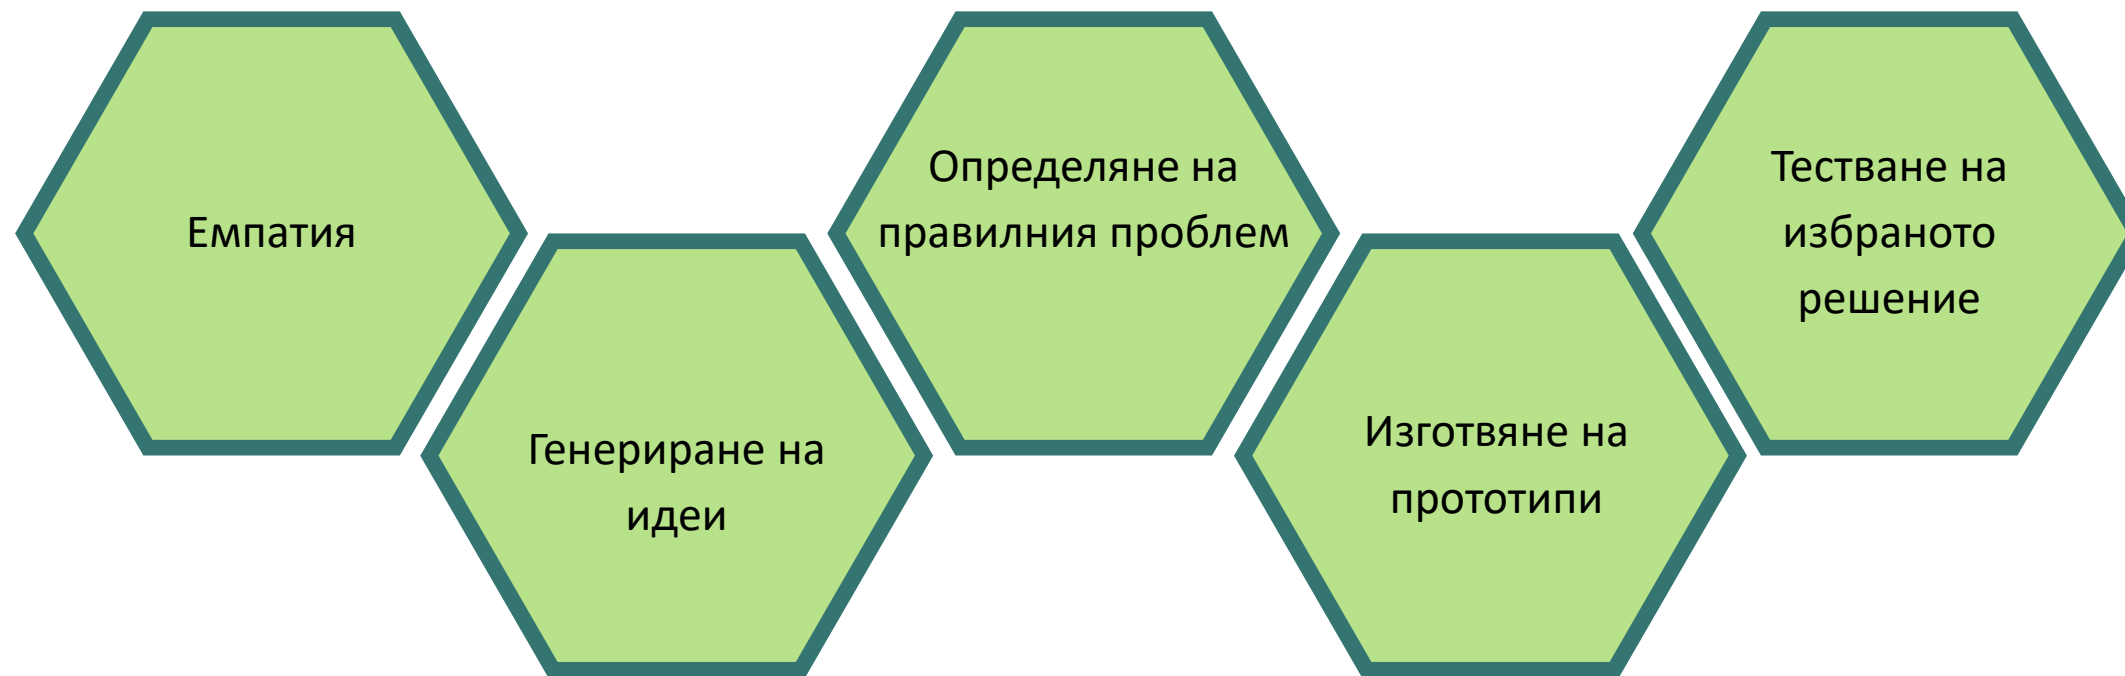 Емпатия
Генериране на
идеи
Определяне на
правилния проблем
Изготвяне на
прототипи
Тестване на
избраното
решение